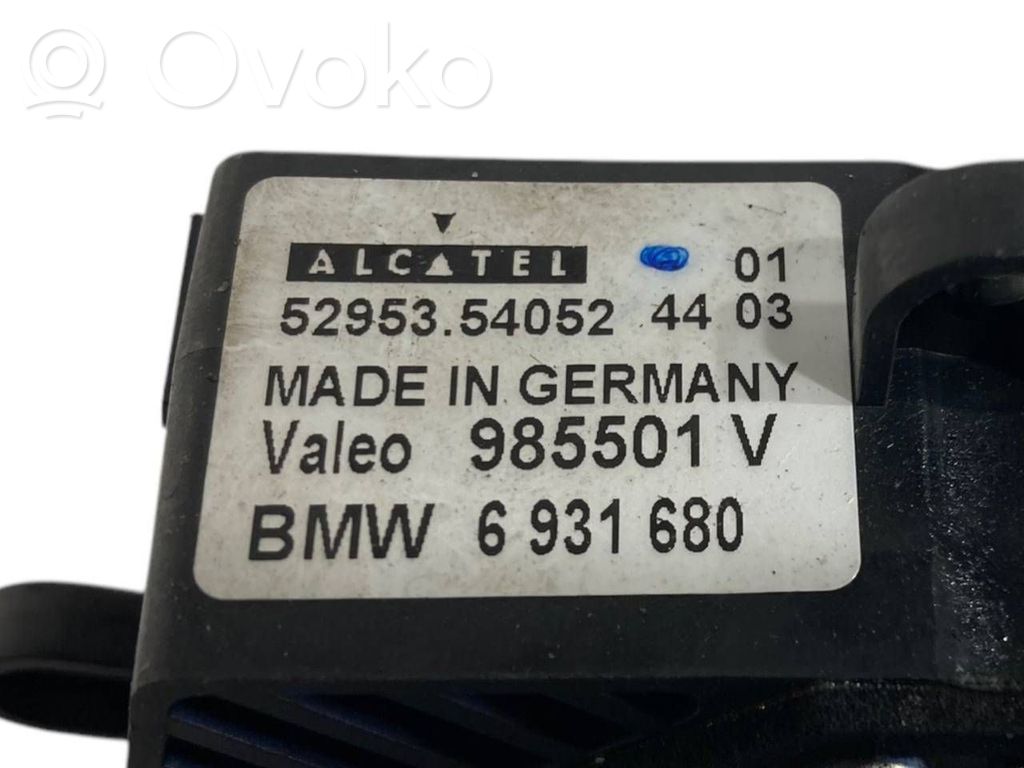 Ovoko
ALCATEL 01
52953.54052 44 03
MADE IN GERMANY
Valeo 985501 V
BMW 6 931 680